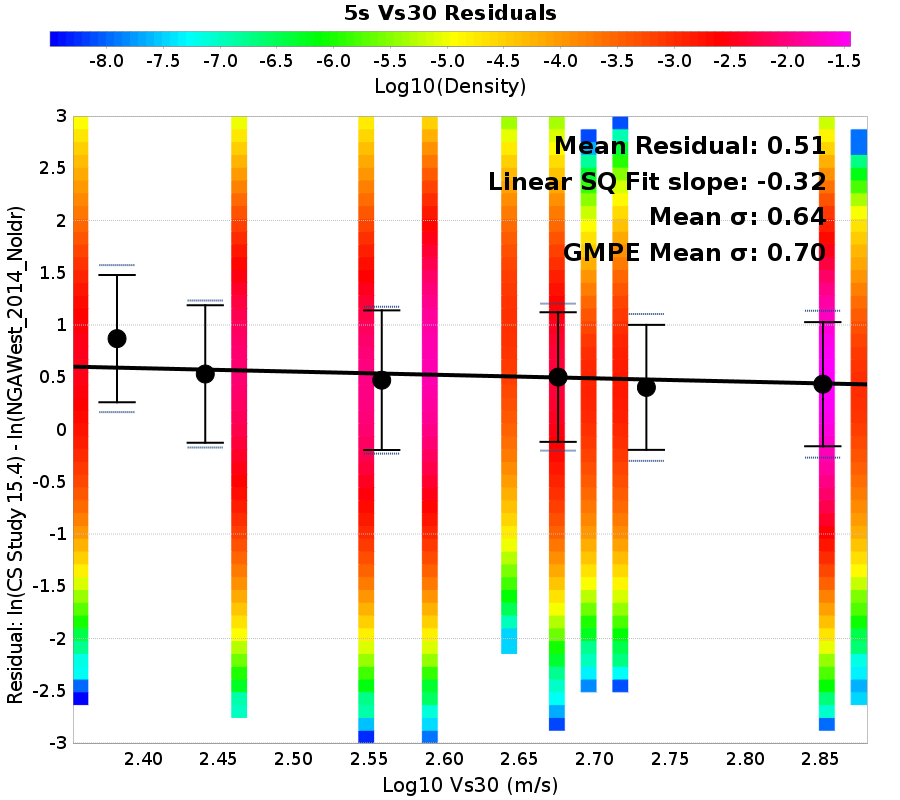 5s Vs30 Residuals
-8.0 -7.5 -7.0 -6.5 -6.0 -5.5 -5.0 -4.5 -4.0 -3.5 -3.0 -2.5 -2.0 -1.5
Log10(Density)
Mean Residual: 0.51
Linear SQ Fit slope: -0.32
Mean σ: 0.64
GMPE Mean σ: 0.70
Residual: ln(CS Study 15.4) - ln(NGAWest_2014_NoIdr)
3
2.5
2
1.5
1
0.5
0
-0.5
-1
-1.5
-2
-2.5
-3
2.40 2.45 2.50 2.55 2.60 2.65 2.70 2.75 2.80 2.85
Log10 Vs30 (m/s)